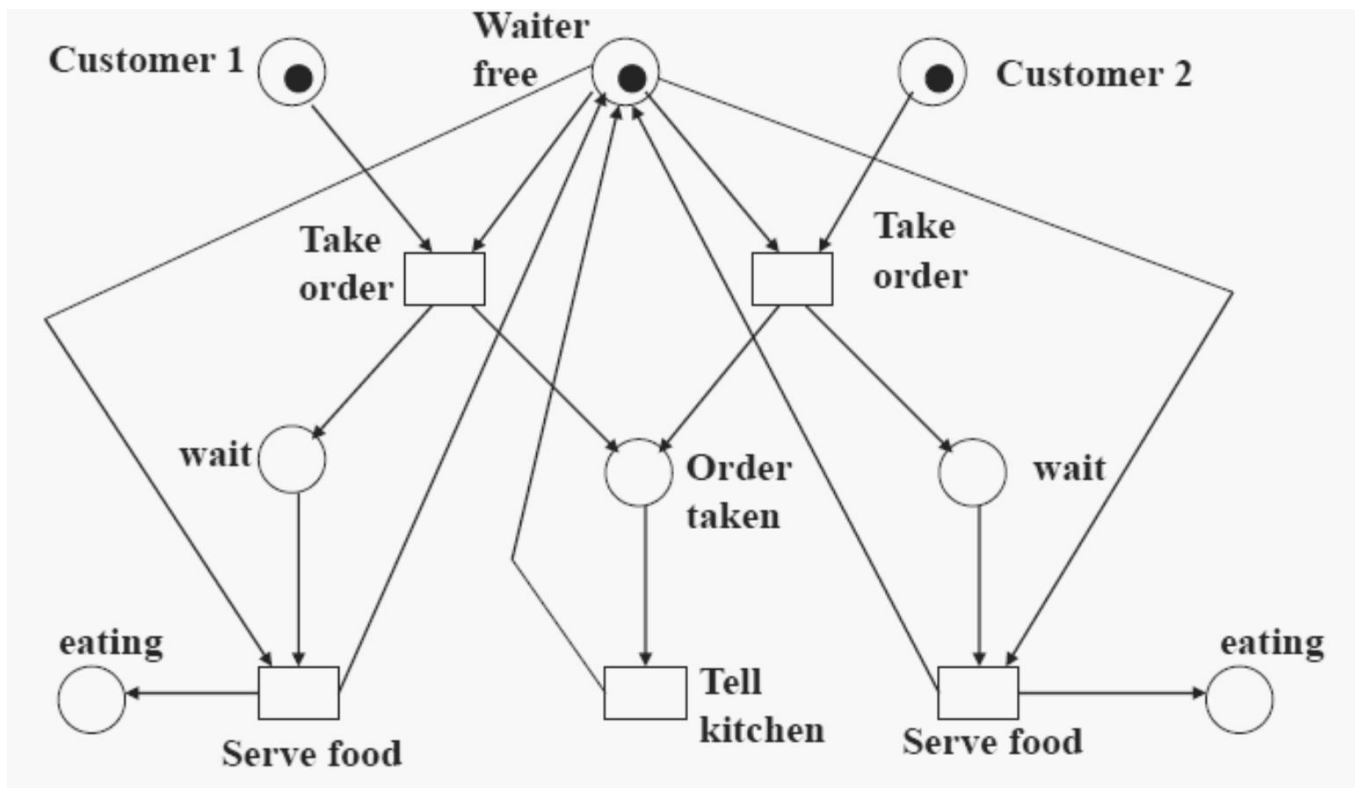 Customer 1
Waiter
free
Customer 2
Take
order
Take
order
wait
Order
taken
wait
eating
Serve food
Tell
kitchen
Serve food
eating